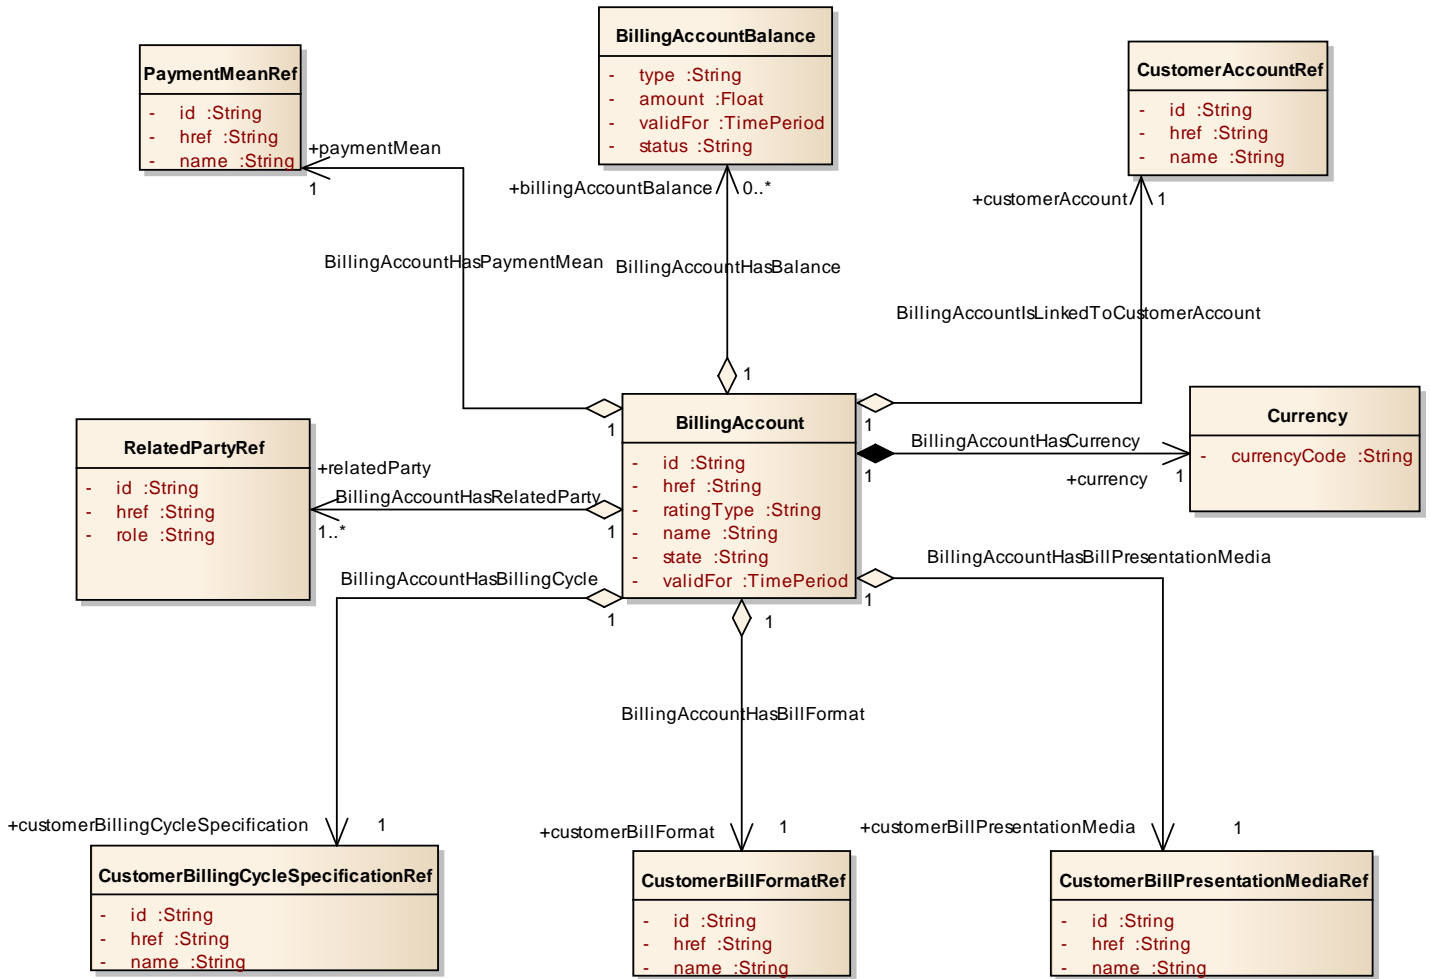 PaymentMeanRef
- id :String
- href :String
- name :String
BillingAccountBalance
- type :String
- amount :Float
- validFor :TimePeriod
- status :String
CustomerAccountRef
- id :String
- href :String
- name :String
+paymentMean
1
+billingAccountBalance
0..*
+customerAccount
1
BillingAccountHasPaymentMean
BillingAccountHasBalance
BillingAccountIsLinkedToCustomerAccount
1
1
1
RelatedPartyRef
- id :String
- href :String
- role :String
+relatedParty
BillingAccountHasRelatedParty
1..*
1
BillingAccount
- id :String
- href :String
- ratingType :String
- name :String
- state :String
- validFor :TimePeriod
BillingAccountHasCurrency
1
+currency
1
Currency
- currencyCode :String
BillingAccountHasBillingCycle
1
1
BillingAccountHasBillPresentationMedia
1
BillingAccountHasBillFormat
+customerBillingCycleSpecification
1
+customerBillFormat
1
+customerBillPresentationMedia
1
CustomerBillingCycleSpecificationRef
- id :String
- href :String
- name :String
CustomerBillFormatRef
- id :String
- href :String
- name :String
CustomerBillPresentationMediaRef
- id :String
- href :String
- name :String